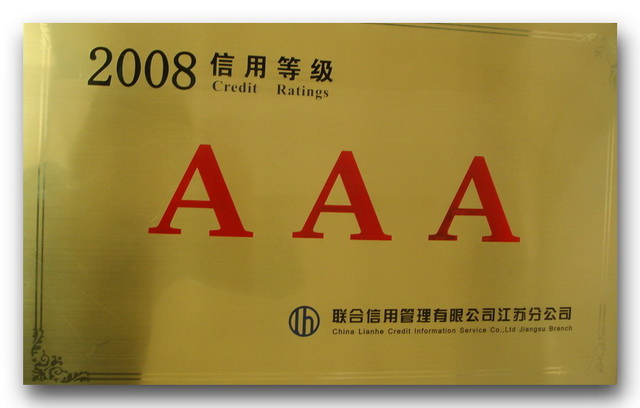 2008 信用等级
Credit Ratings
AAA
联合信用管理有限公司江苏分公司
China Lianhe Credit Information Service Co.,Ltd Jiangsu Branch